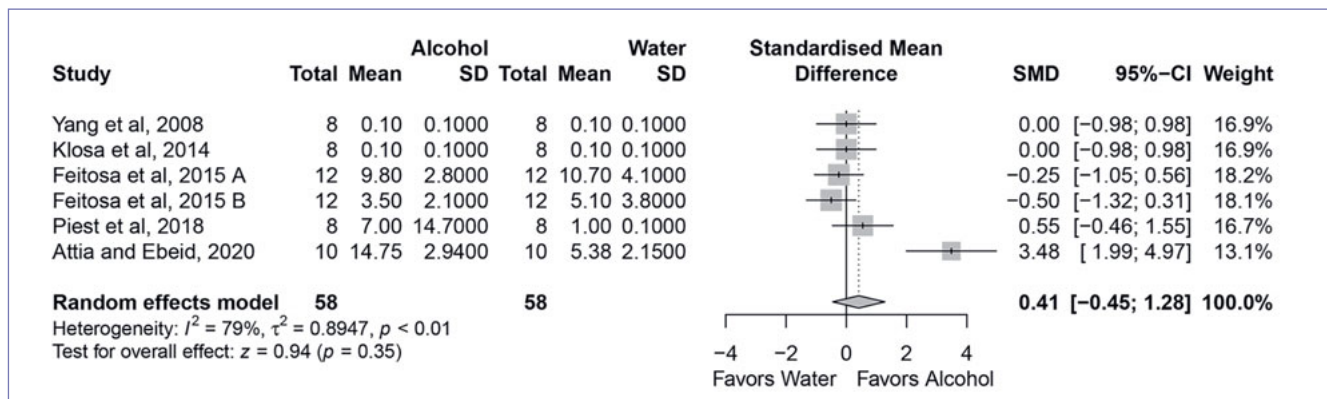 Alcohol Water Standardised Mean
Study Total Mean SD Total Mean SD Difference SMD 95%−CI Weight
Yang et al, 2008 8 0.10 0.1000 8 0.10 0.1000 0.00 [−0.98; 0.98] 16.9%
Klosa et al, 2014 8 0.10 0.1000 8 0.10 0.1000 0.00 [−0.98; 0.98] 16.9%
Feitosa et al, 2015 A 12 9.80 2.8000 12 10.70 4.1000 −0.25 [−1.05; 0.56] 18.2%
Feitosa et al, 2015 B 12 3.50 2.1000 12 5.10 3.8000 −0.50 [−1.32; 0.31] 18.1%
Piest et al, 2018 8 7.00 14.7000 8 1.00 0.1000 0.55 [−0.46; 1.55] 16.7%
Attia and Ebeid, 2020 10 14.75 2.9400 10 5.38 2.1500 3.48 [ 1.99; 4.97] 13.1%
Random effects model 58 58 0.41 [−0.45; 1.28] 100.0%
Heterogeneity: I² = 79%, τ² = 0.8947, p < 0.01
Test for overall effect: z = 0.94 (p = 0.35)
−4 −2 0 2 4
Favors Water Favors Alcohol